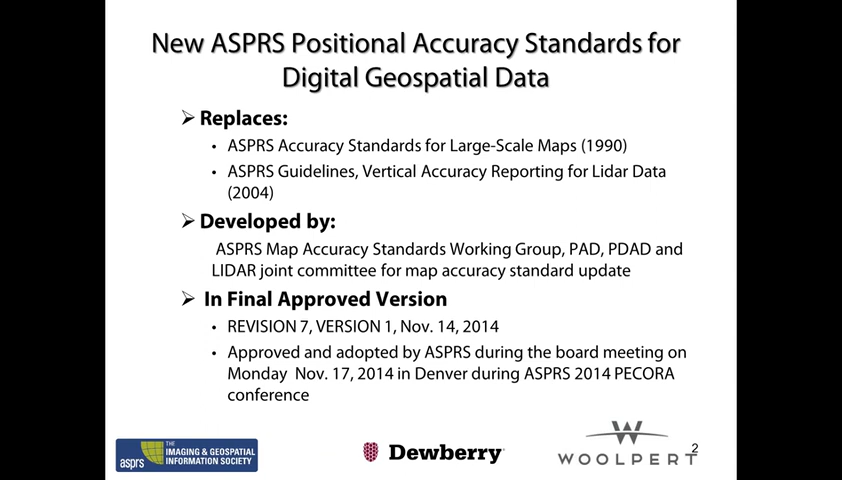 New ASPRS Positional Accuracy Standards for
Digital Geospatial Data
➢ Replaces:
• ASPRS Accuracy Standards for Large-Scale Maps (1990)
• ASPRS Guidelines, Vertical Accuracy Reporting for Lidar Data
(2004)
➢ Developed by:
ASPRS Map Accuracy Standards Working Group, PAD, PDAD and
LIDAR joint committee for map accuracy standard update
➢ In Final Approved Version
• REVISION 7, VERSION 1, Nov. 14, 2014
• Approved and adopted by ASPRS during the board meeting on
Monday Nov. 17, 2014 in Denver during ASPRS 2014 PECORA
conference
asprs THE
IMAGING & GEOSPATIAL
INFORMATION SOCIETY
Dewberry
WOOLPERT
2